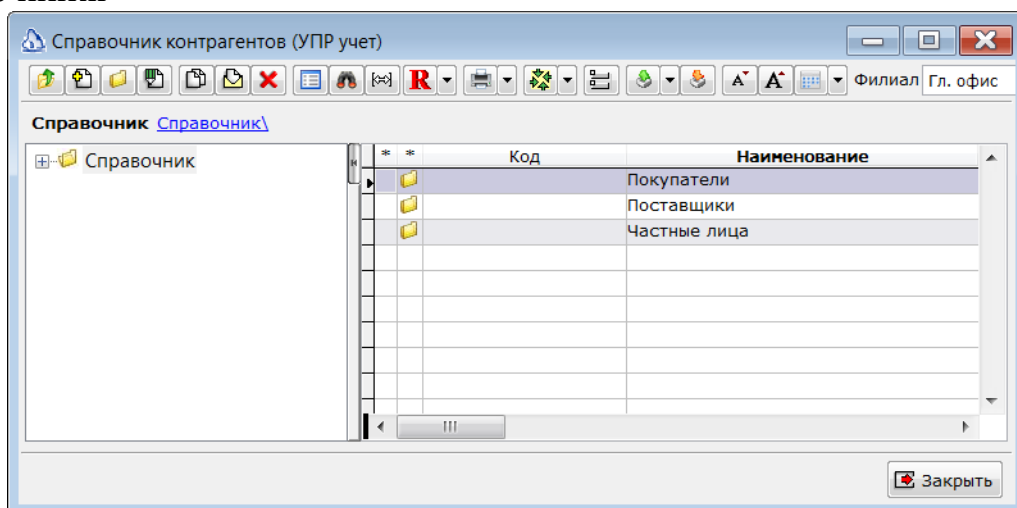 Справочник контрагентов (УПР учет)
R Филиал Гл. офис
Справочник Справочник\
Справочник
* * Код Наименование
Покупатели
Поставщики
Частные лица
Закрыть